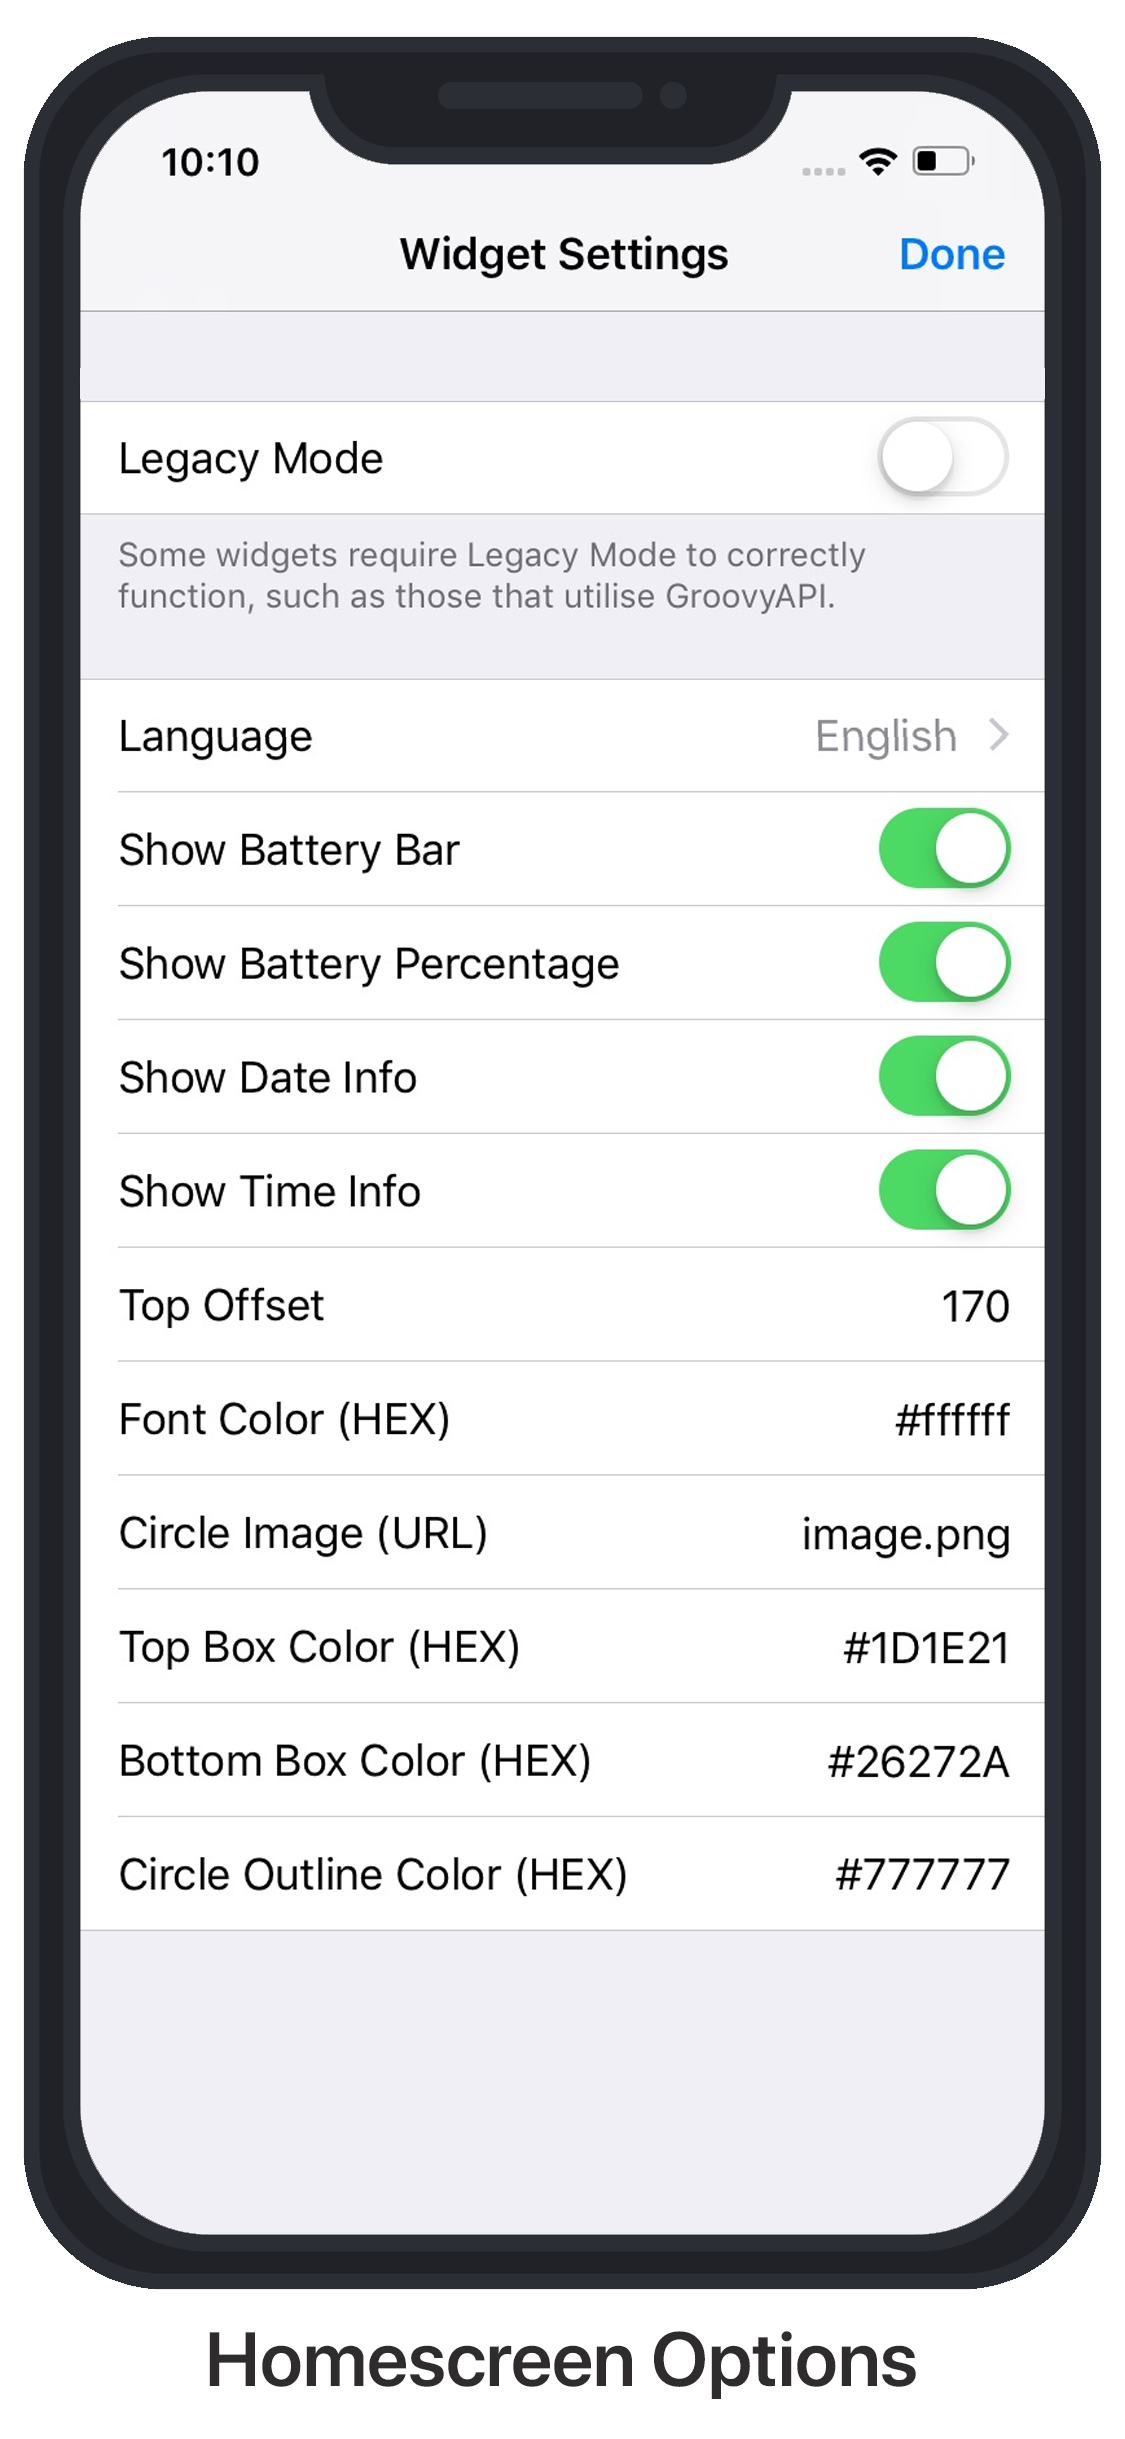 10:10
Widget Settings Done
Legacy Mode
Some widgets require Legacy Mode to correctly
function, such as those that utilise GroovyAPI.
Language English
Show Battery Bar
Show Battery Percentage
Show Date Info
Show Time Info
Top Offset 170
Font Color (HEX) #ffffff
Circle Image (URL) image.png
Top Box Color (HEX) #1D1E21
Bottom Box Color (HEX) #26272A
Circle Outline Color (HEX) #777777
Homescreen Options